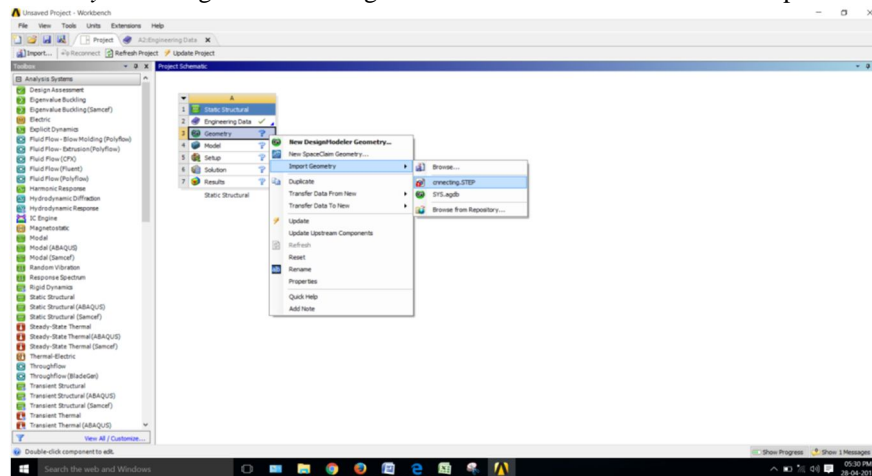 Unsaved Project - Workbench
File View Tools Units Extensions Help
Project A2:Engineering Data
Import... Reconnect Refresh Project Update Project
Toolbox
Project Schematic
Analysis Systems
Design Assessment
Eigenvalue Buckling
Eigenvalue Buckling (Samcef)
Electric
Explicit Dynamics
Fluid Flow - Blow Molding (Polyflow)
Fluid Flow - Extrusion (Polyflow)
Fluid Flow (CFX)
Fluid Flow (Fluent)
Fluid Flow (Polyflow)
Harmonic Response
Hydrodynamic Diffraction
Hydrodynamic Response
IC Engine
Magnetostatic
Modal
Modal (ABAQUS)
Modal (Samcef)
Random Vibration
Response Spectrum
Rigid Dynamics
Static Structural
Static Structural (ABAQUS)
Static Structural (Samcef)
Steady-State Thermal
Steady-State Thermal (ABAQUS)
Steady-State Thermal (Samcef)
Thermal-Electric
Throughflow
Throughflow (BladeGen)
Transient Structural
Transient Structural (ABAQUS)
Transient Structural (Samcef)
Transient Thermal
Transient Thermal (ABAQUS)
View All / Customize...
A
1 Static Structural
2 Engineering Data
3 Geometry
4 Model
5 Setup
6 Solution
7 Results
Static Structural
New DesignModeler Geometry...
New SpaceClaim Geometry...
Import Geometry
Duplicate
Transfer Data From New
Transfer Data To New
Update
Update Upstream Components
Refresh
Reset
Rename
Properties
Quick Help
Add Note
Browse...
cnnecting.STEP
SYS.agdb
Browse from Repository...
Double-click component to edit.
Show Progress Show 1 Messages
Search the web and Windows
05:30 PM
28-04-201